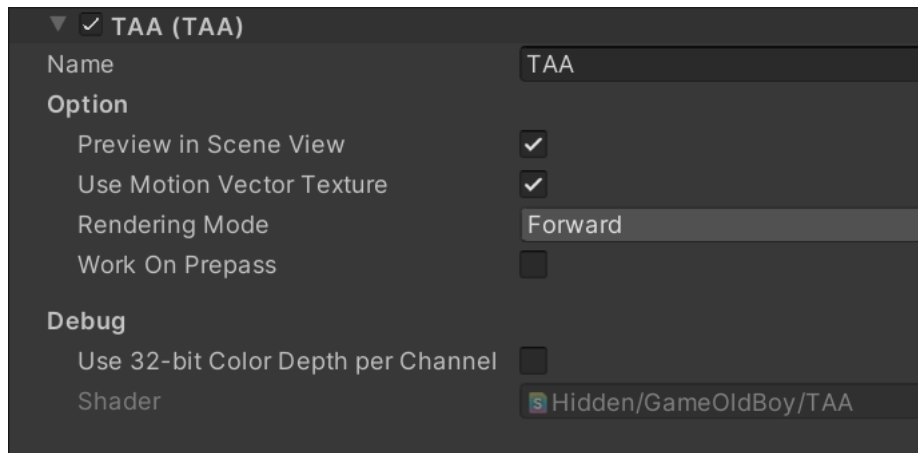 TAA (TAA)
Name TAA
Option
Preview in Scene View
Use Motion Vector Texture
Rendering Mode Forward
Work On Prepass
Debug
Use 32-bit Color Depth per Channel
Shader Hidden/GameOldBoy/TAA